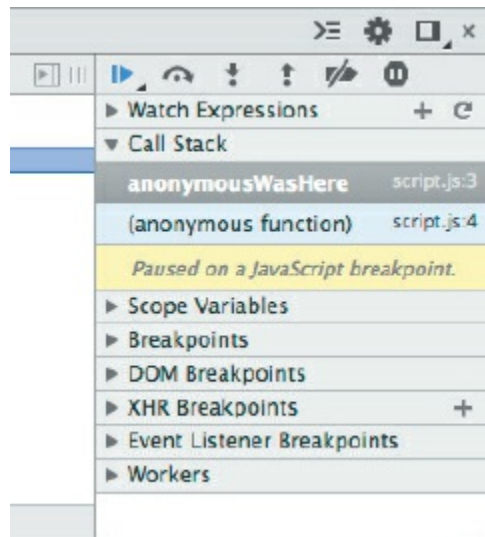 Watch Expressions
Call Stack
anonymousWasHere script.js:3
(anonymous function) script.js:4
Paused on a JavaScript breakpoint.
Scope Variables
Breakpoints
DOM Breakpoints
XHR Breakpoints
Event Listener Breakpoints
Workers